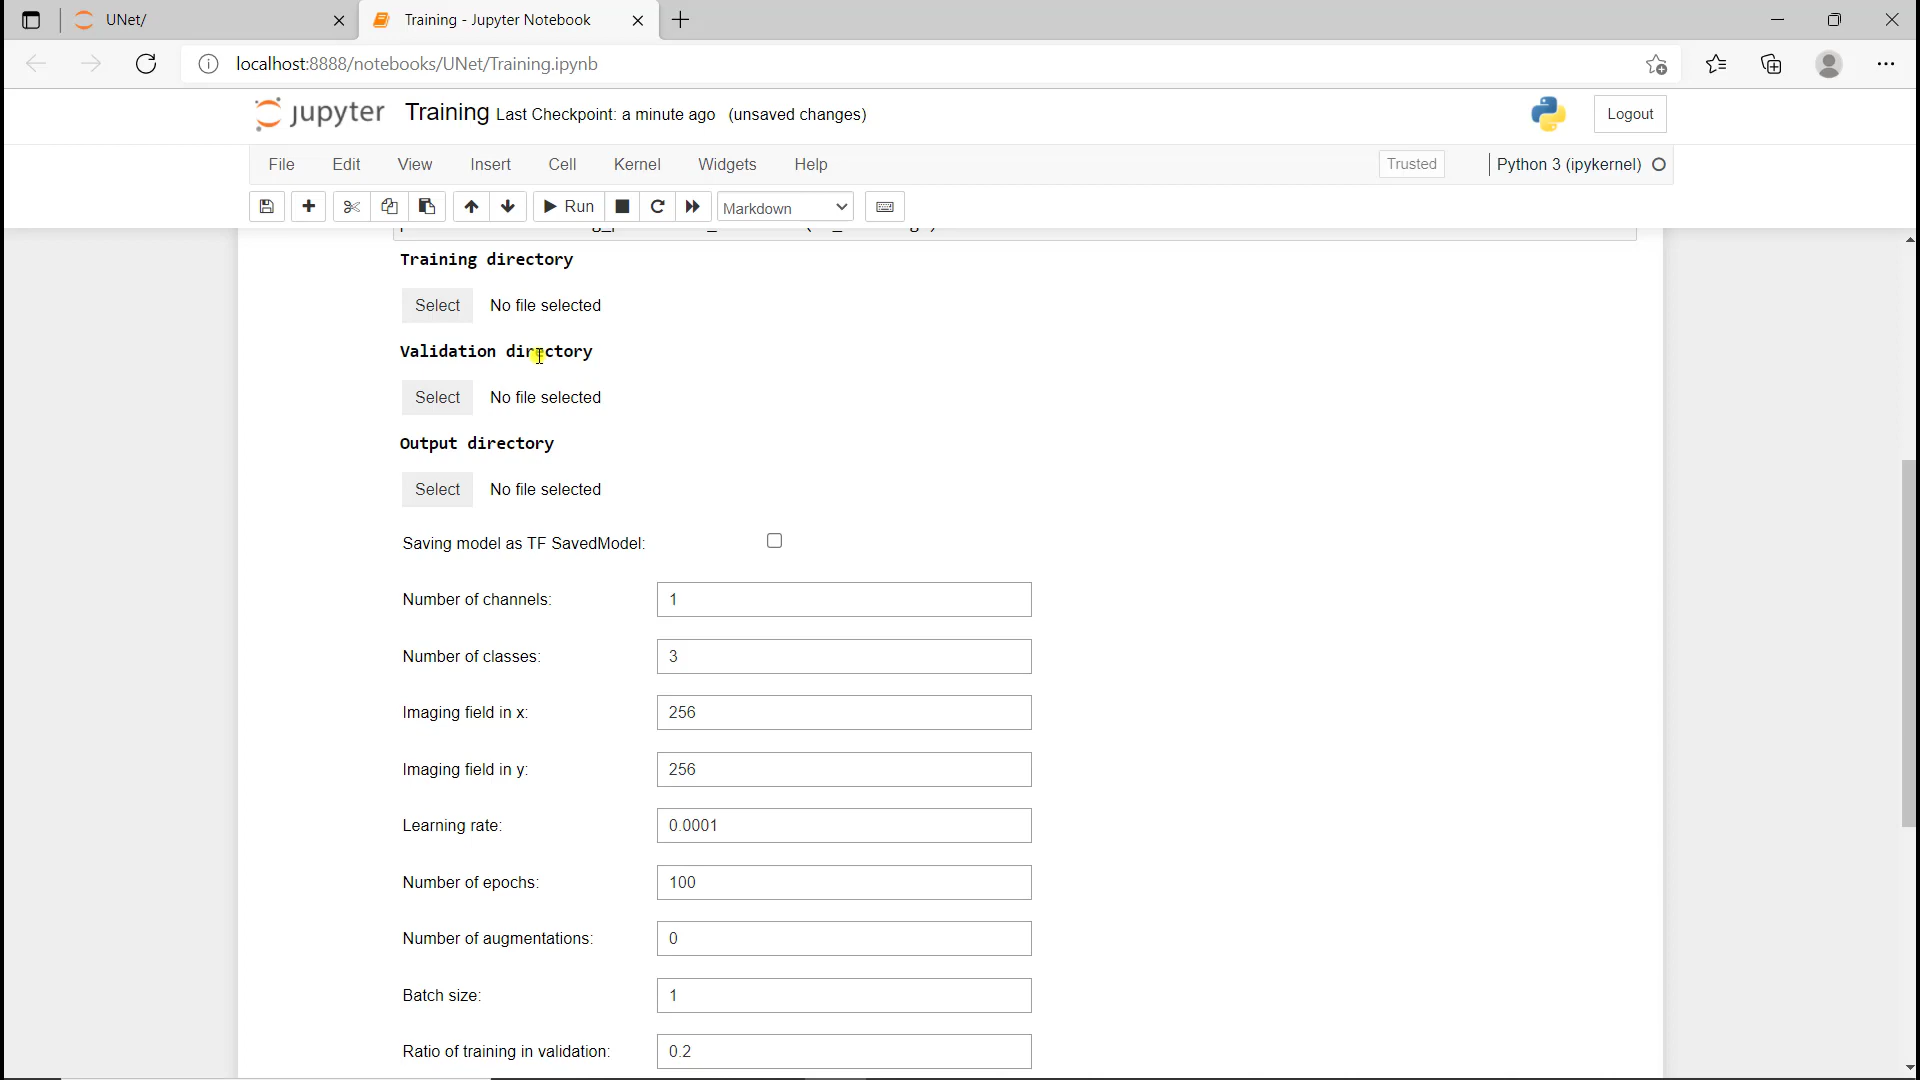 UNet/
Training - Jupyter Notebook
localhost:8888/notebooks/UNet/Training.ipynb
jupyter Training Last Checkpoint: a minute ago (unsaved changes)
Logout
File Edit View Insert Cell Kernel Widgets Help Trusted Python 3 (ipykernel)
Run Markdown
Training directory
Select No file selected
Validation directory
Select No file selected
Output directory
Select No file selected
Saving model as TF SavedModel:
Number of channels: 1
Number of classes: 3
Imaging field in x: 256
Imaging field in y: 256
Learning rate: 0.0001
Number of epochs: 100
Number of augmentations: 0
Batch size: 1
Ratio of training in validation: 0.2